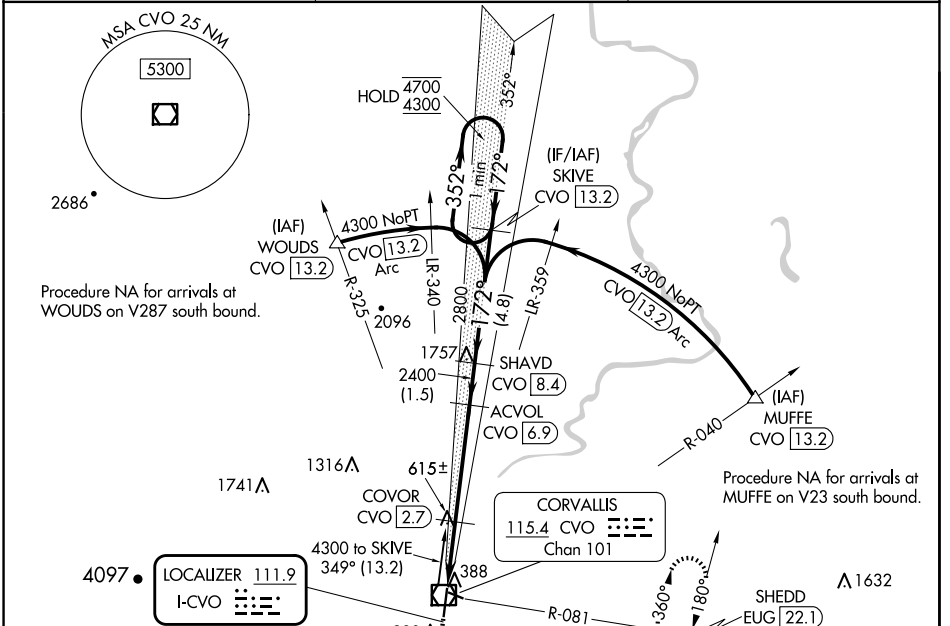 MSA CVO 25 NM
5300
2686
HOLD 4700
4300
352°
352°
1 min
172°
(IF/IAF)
SKIVE
CVO 13.2
(IAF)
WOUDS
CVO 13.2
4300 NoPT
CVO 13.2
Arc
R-325
LR-340
2800
172°
(4.8)
LR-359
4300 NoPT
CVO 13.2 Arc
Procedure NA for arrivals at
WOUDS on V287 south bound.
2096
1757
SHAVD
CVO 8.4
2400
(1.5)
ACVOL
CVO 6.9
(IAF)
MUFFE
CVO 13.2
R-040
Procedure NA for arrivals at
MUFFE on V23 south bound.
1316
1741
615±
COVOR
CVO 2.7
CORVALLIS
115.4 CVO
Chan 101
4300 to SKIVE
349° (13.2)
4097
LOCALIZER 111.9
I-CVO
388
R-081
360°
180°
1632
SHEDD
EUG 22.1